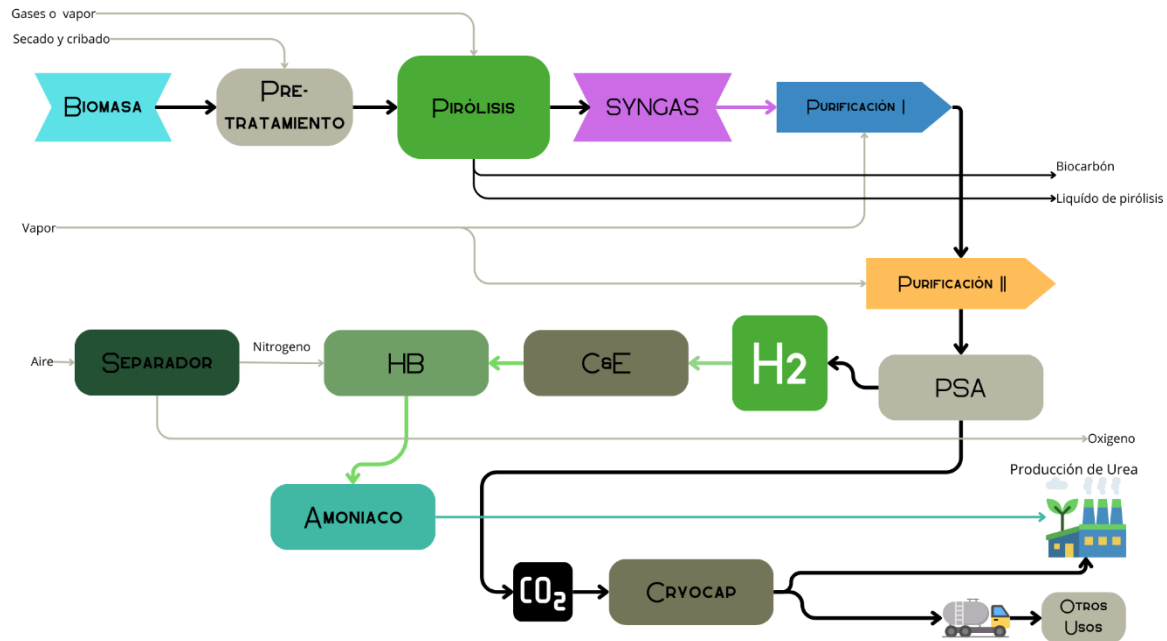 Gases o vapor
Secado y cribado
BIOMASA
PRE-
TRATAMIENTO
PIRÓLISIS
SYNGAS
PURIFICACIÓN I
Biocarbón
Liquído de pirólisis
Vapor
PURIFICACIÓN II
Aire
SEPARADOR
Nitrogeno
HB
C&E
H2
PSA
Oxigeno
Producción de Urea
AMONIACO
CO2
CRYOCAP
OTROS
USOS